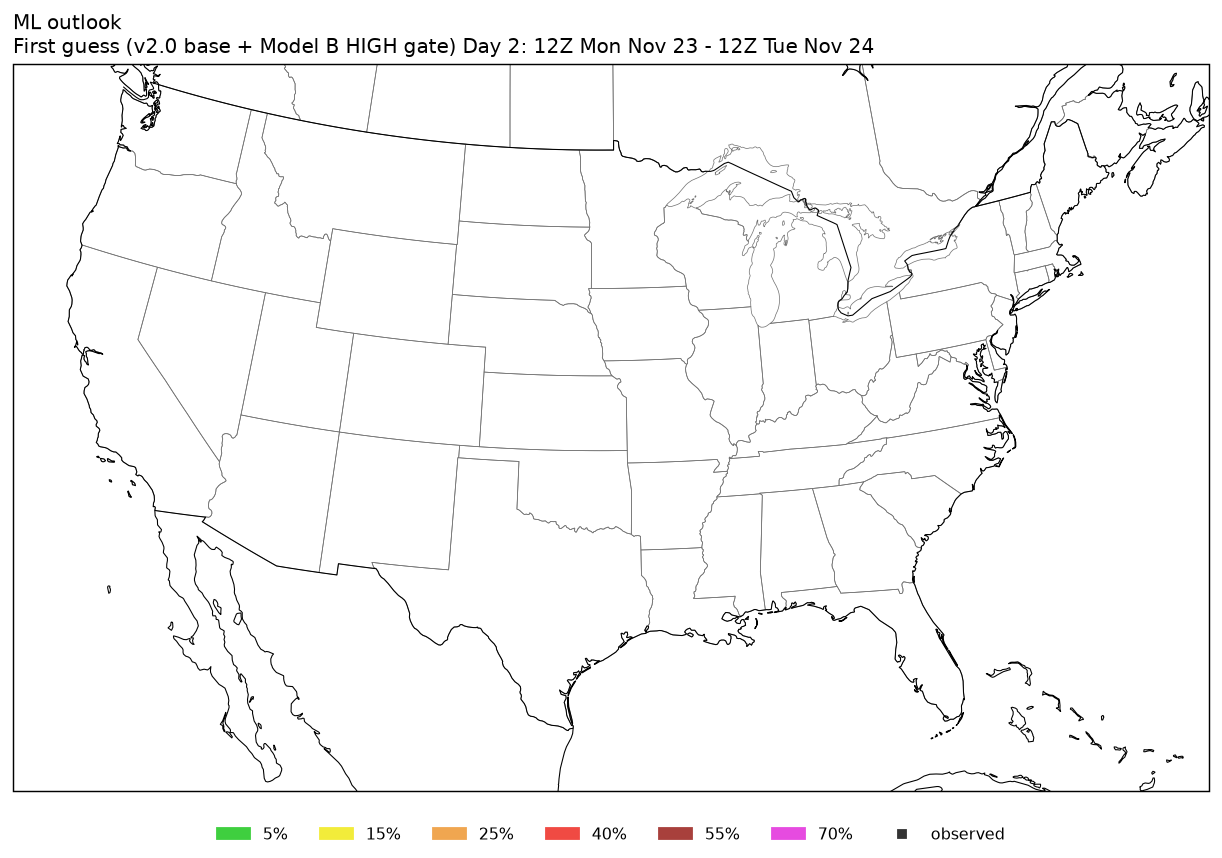 ML outlook
First guess (v2.0 base + Model B HIGH gate) Day 2: 12Z Mon Nov 23 - 12Z Tue Nov 24
5% 15% 25% 40% 55% 70% observed